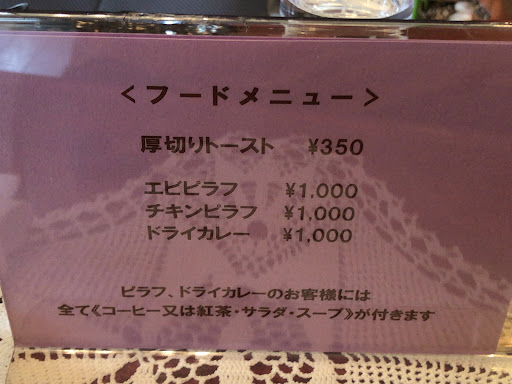 <フードメニュー>
厚切りトースト ¥350
エビピラフ ¥1,000
チキンピラフ ¥1,000
ドライカレー ¥1,000
ピラフ、ドライカレーのお客様には
全て《コーヒー又は紅茶・サラダ・スープ》が付きます